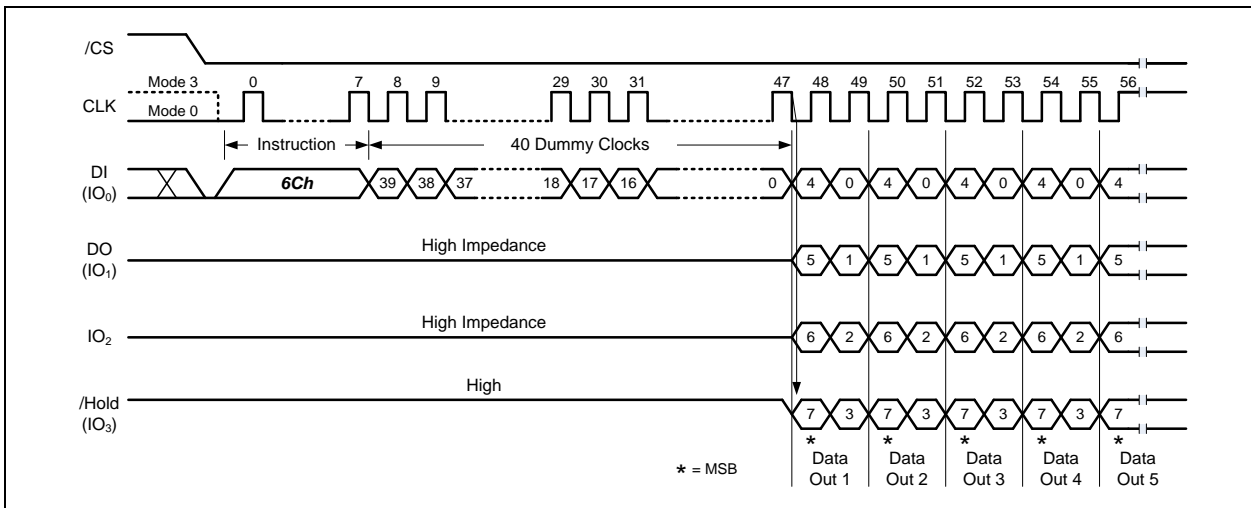 /CS
Mode 3 0 7 8 9 29 30 31 47 48 49 50 51 52 53 54 55 56
CLK
Mode 0
Instruction 40 Dummy Clocks
DI
(IO0) 6Ch 39 38 37 18 17 16 0 4 0 4 0 4 0 4 0 4
High Impedance
DO
(IO1) 5 1 5 1 5 1 5 1 5
High Impedance
IO2 6 2 6 2 6 2 6 2 6
High
/Hold
(IO3) 7 3 7 3 7 3 7 3 7
* * * * *
* = MSB
Data Data Data Data Data
Out 1 Out 2 Out 3 Out 4 Out 5